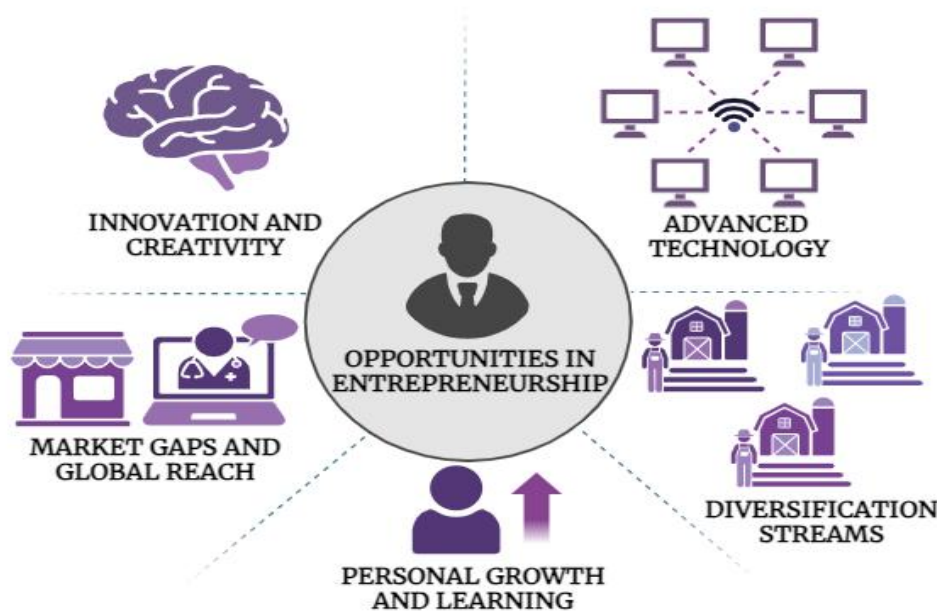 INNOVATION AND
CREATIVITY
ADVANCED
TECHNOLOGY
OPPORTUNITIES IN
ENTREPRENEURSHIP
MARKET GAPS AND
GLOBAL REACH
DIVERSIFICATION
STREAMS
PERSONAL GROWTH
AND LEARNING